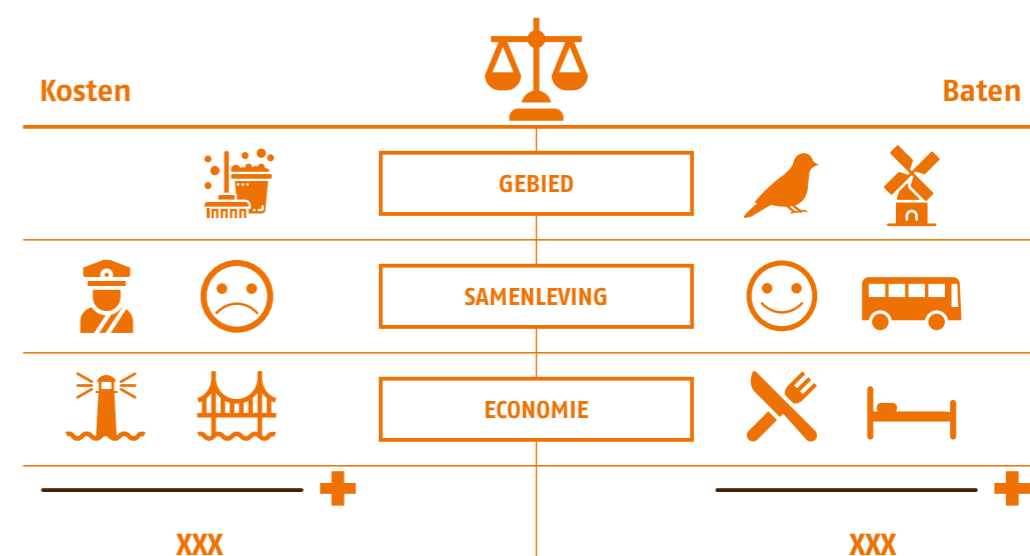 Kosten
Baten
GEBIED
SAMENLEVING
ECONOMIE
XXX
XXX